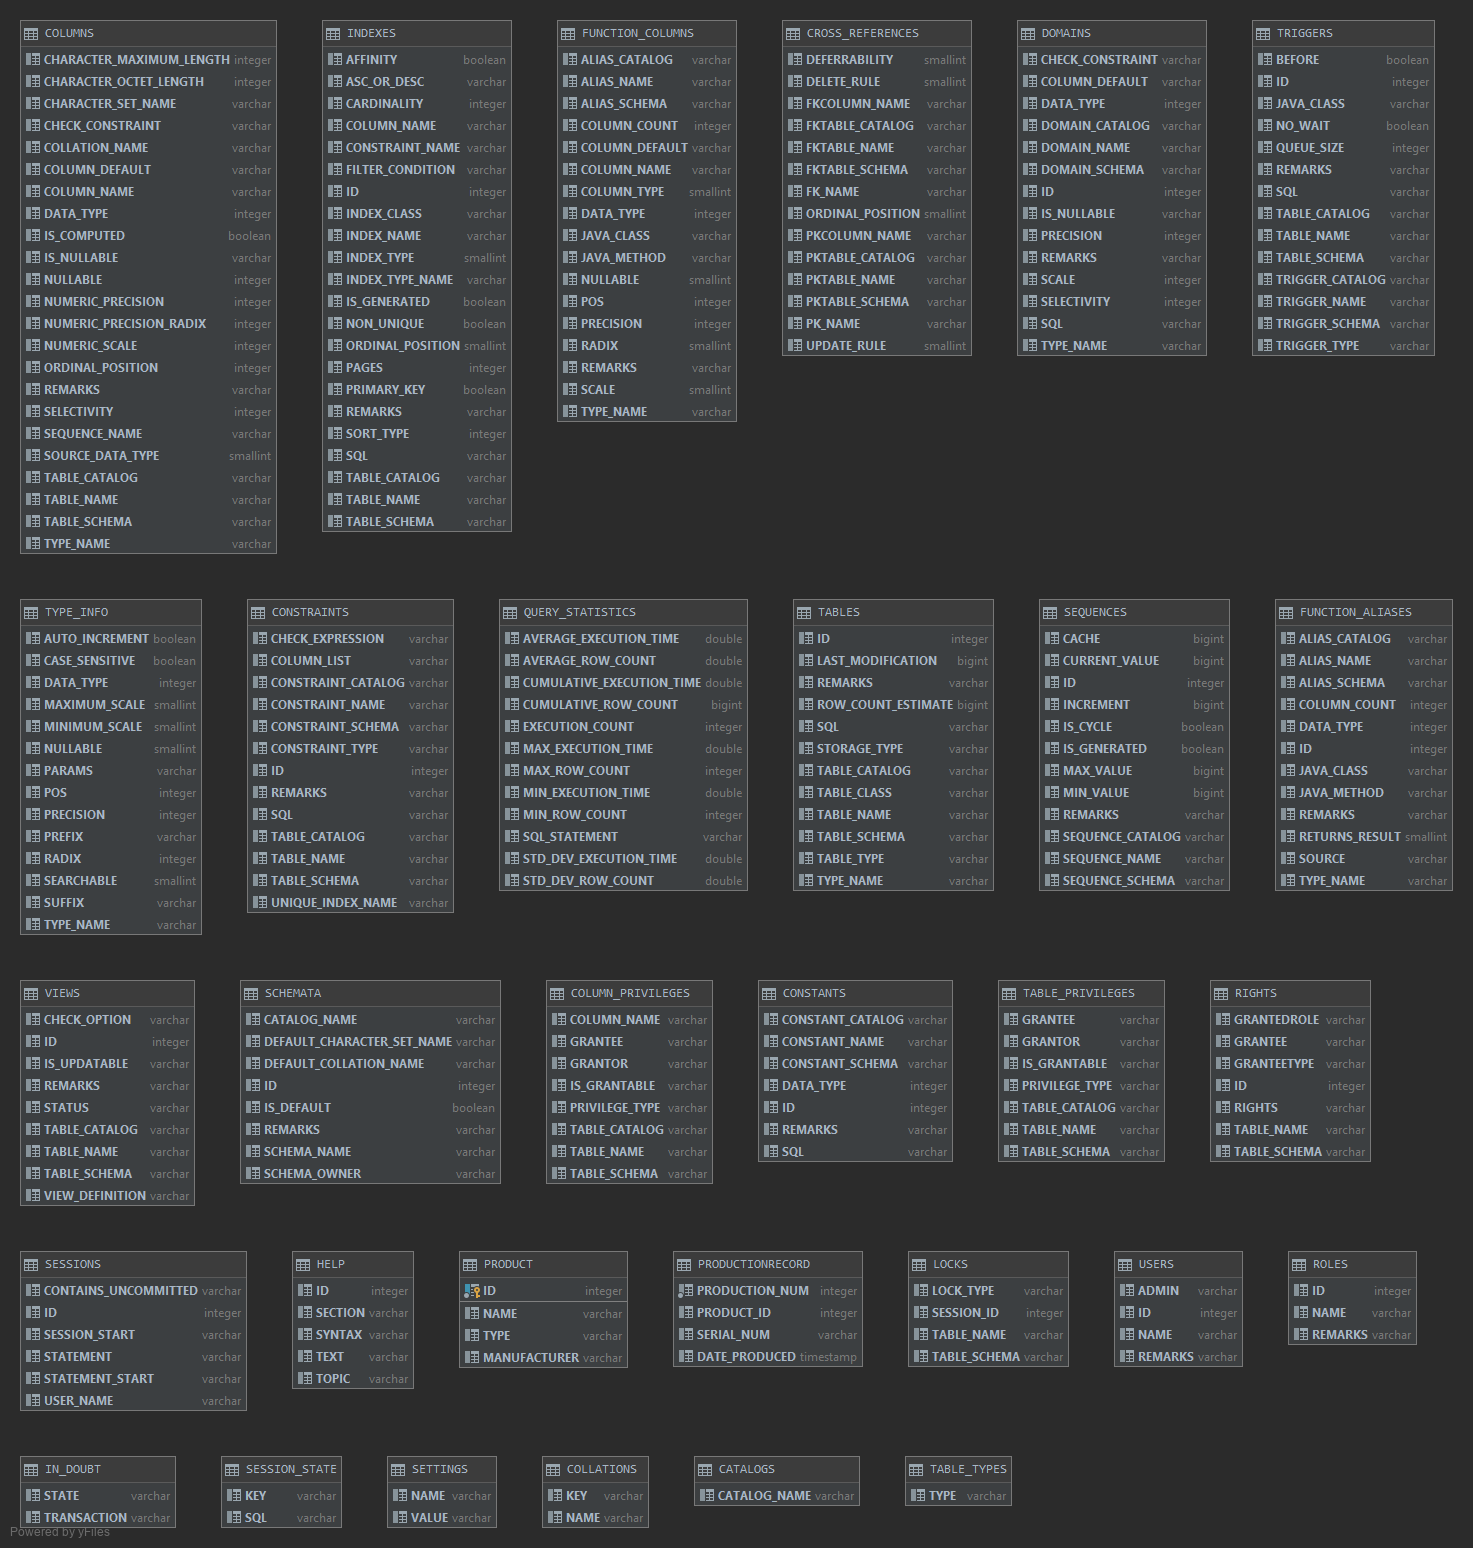 COLUMNS
CHARACTER_MAXIMUM_LENGTH integer
CHARACTER_OCTET_LENGTH integer
CHARACTER_SET_NAME varchar
CHECK_CONSTRAINT varchar
COLLATION_NAME varchar
COLUMN_DEFAULT varchar
COLUMN_NAME varchar
DATA_TYPE integer
IS_COMPUTED boolean
IS_NULLABLE varchar
NULLABLE integer
NUMERIC_PRECISION integer
NUMERIC_PRECISION_RADIX integer
NUMERIC_SCALE integer
ORDINAL_POSITION integer
REMARKS varchar
SELECTIVITY integer
SEQUENCE_NAME varchar
SOURCE_DATA_TYPE smallint
TABLE_CATALOG varchar
TABLE_NAME varchar
TABLE_SCHEMA varchar
TYPE_NAME varchar
INDEXES
AFFINITY boolean
ASC_OR_DESC varchar
CARDINALITY integer
COLUMN_NAME varchar
CONSTRAINT_NAME varchar
FILTER_CONDITION varchar
ID integer
INDEX_CLASS varchar
INDEX_NAME varchar
INDEX_TYPE smallint
INDEX_TYPE_NAME varchar
IS_GENERATED boolean
NON_UNIQUE boolean
ORDINAL_POSITION smallint
PAGES integer
PRIMARY_KEY boolean
REMARKS varchar
SORT_TYPE integer
SQL varchar
TABLE_CATALOG varchar
TABLE_NAME varchar
TABLE_SCHEMA varchar
FUNCTION_COLUMNS
ALIAS_CATALOG varchar
ALIAS_NAME varchar
ALIAS_SCHEMA varchar
COLUMN_COUNT integer
COLUMN_DEFAULT varchar
COLUMN_NAME varchar
COLUMN_TYPE smallint
DATA_TYPE integer
JAVA_CLASS varchar
JAVA_METHOD varchar
NULLABLE smallint
POS integer
PRECISION integer
RADIX smallint
REMARKS varchar
SCALE smallint
TYPE_NAME varchar
CROSS_REFERENCES
DEFERRABILITY smallint
DELETE_RULE smallint
FKCOLUMN_NAME varchar
FKTABLE_CATALOG varchar
FKTABLE_NAME varchar
FKTABLE_SCHEMA varchar
FK_NAME varchar
ORDINAL_POSITION smallint
PKCOLUMN_NAME varchar
PKTABLE_CATALOG varchar
PKTABLE_NAME varchar
PKTABLE_SCHEMA varchar
PK_NAME varchar
UPDATE_RULE smallint
DOMAINS
CHECK_CONSTRAINT varchar
COLUMN_DEFAULT varchar
DATA_TYPE integer
DOMAIN_CATALOG varchar
DOMAIN_NAME varchar
DOMAIN_SCHEMA varchar
ID integer
IS_NULLABLE varchar
PRECISION integer
REMARKS varchar
SCALE integer
SELECTIVITY integer
SQL varchar
TYPE_NAME varchar
TRIGGERS
BEFORE boolean
ID integer
JAVA_CLASS varchar
NO_WAIT boolean
QUEUE_SIZE integer
REMARKS varchar
SQL varchar
TABLE_CATALOG varchar
TABLE_NAME varchar
TABLE_SCHEMA varchar
TRIGGER_CATALOG varchar
TRIGGER_NAME varchar
TRIGGER_SCHEMA varchar
TRIGGER_TYPE varchar
TYPE_INFO
AUTO_INCREMENT boolean
CASE_SENSITIVE boolean
DATA_TYPE integer
MAXIMUM_SCALE smallint
MINIMUM_SCALE smallint
NULLABLE smallint
PARAMS varchar
POS integer
PRECISION integer
PREFIX varchar
RADIX integer
SEARCHABLE smallint
SUFFIX varchar
TYPE_NAME varchar
CONSTRAINTS
CHECK_EXPRESSION varchar
COLUMN_LIST varchar
CONSTRAINT_CATALOG varchar
CONSTRAINT_NAME varchar
CONSTRAINT_SCHEMA varchar
CONSTRAINT_TYPE varchar
ID integer
REMARKS varchar
SQL varchar
TABLE_CATALOG varchar
TABLE_NAME varchar
TABLE_SCHEMA varchar
UNIQUE_INDEX_NAME varchar
QUERY_STATISTICS
AVERAGE_EXECUTION_TIME double
AVERAGE_ROW_COUNT double
CUMULATIVE_EXECUTION_TIME double
CUMULATIVE_ROW_COUNT bigint
EXECUTION_COUNT integer
MAX_EXECUTION_TIME double
MAX_ROW_COUNT integer
MIN_EXECUTION_TIME double
MIN_ROW_COUNT integer
SQL_STATEMENT varchar
STD_DEV_EXECUTION_TIME double
STD_DEV_ROW_COUNT double
TABLES
ID integer
LAST_MODIFICATION bigint
REMARKS varchar
ROW_COUNT_ESTIMATE bigint
SQL varchar
STORAGE_TYPE varchar
TABLE_CATALOG varchar
TABLE_CLASS varchar
TABLE_NAME varchar
TABLE_SCHEMA varchar
TABLE_TYPE varchar
TYPE_NAME varchar
SEQUENCES
CACHE bigint
CURRENT_VALUE bigint
ID integer
INCREMENT bigint
IS_CYCLE boolean
IS_GENERATED boolean
MAX_VALUE bigint
MIN_VALUE bigint
REMARKS varchar
SEQUENCE_CATALOG varchar
SEQUENCE_NAME varchar
SEQUENCE_SCHEMA varchar
FUNCTION_ALIASES
ALIAS_CATALOG varchar
ALIAS_NAME varchar
ALIAS_SCHEMA varchar
COLUMN_COUNT integer
DATA_TYPE integer
ID integer
JAVA_CLASS varchar
JAVA_METHOD varchar
REMARKS varchar
RETURNS_RESULT smallint
SOURCE varchar
TYPE_NAME varchar
VIEWS
CHECK_OPTION varchar
ID integer
IS_UPDATABLE varchar
REMARKS varchar
STATUS varchar
TABLE_CATALOG varchar
TABLE_NAME varchar
TABLE_SCHEMA varchar
VIEW_DEFINITION varchar
SCHEMATA
CATALOG_NAME varchar
DEFAULT_CHARACTER_SET_NAME varchar
DEFAULT_COLLATION_NAME varchar
ID integer
IS_DEFAULT boolean
REMARKS varchar
SCHEMA_NAME varchar
SCHEMA_OWNER varchar
COLUMN_PRIVILEGES
COLUMN_NAME varchar
GRANTEE varchar
GRANTOR varchar
IS_GRANTABLE varchar
PRIVILEGE_TYPE varchar
TABLE_CATALOG varchar
TABLE_NAME varchar
TABLE_SCHEMA varchar
CONSTANTS
CONSTANT_CATALOG varchar
CONSTANT_NAME varchar
CONSTANT_SCHEMA varchar
DATA_TYPE integer
ID integer
REMARKS varchar
SQL varchar
TABLE_PRIVILEGES
GRANTEE varchar
GRANTOR varchar
IS_GRANTABLE varchar
PRIVILEGE_TYPE varchar
TABLE_CATALOG varchar
TABLE_NAME varchar
TABLE_SCHEMA varchar
RIGHTS
GRANTEDROLE varchar
GRANTEE varchar
GRANTEETYPE varchar
ID integer
RIGHTS varchar
TABLE_NAME varchar
TABLE_SCHEMA varchar
SESSIONS
CONTAINS_UNCOMMITTED varchar
ID integer
SESSION_START varchar
STATEMENT varchar
STATEMENT_START varchar
USER_NAME varchar
HELP
ID integer
SECTION varchar
SYNTAX varchar
TEXT varchar
TOPIC varchar
PRODUCT
ID integer
NAME varchar
TYPE varchar
MANUFACTURER varchar
PRODUCTIONRECORD
PRODUCTION_NUM integer
PRODUCT_ID integer
SERIAL_NUM varchar
DATE_PRODUCED timestamp
LOCKS
LOCK_TYPE varchar
SESSION_ID integer
TABLE_NAME varchar
TABLE_SCHEMA varchar
USERS
ADMIN varchar
ID integer
NAME varchar
REMARKS varchar
ROLES
ID integer
NAME varchar
REMARKS varchar
IN_DOUBT
STATE varchar
TRANSACTION varchar
SESSION_STATE
KEY varchar
SQL varchar
SETTINGS
NAME varchar
VALUE varchar
COLLATIONS
KEY varchar
NAME varchar
CATALOGS
CATALOG_NAME varchar
TABLE_TYPES
TYPE varchar
Powered by yFiles